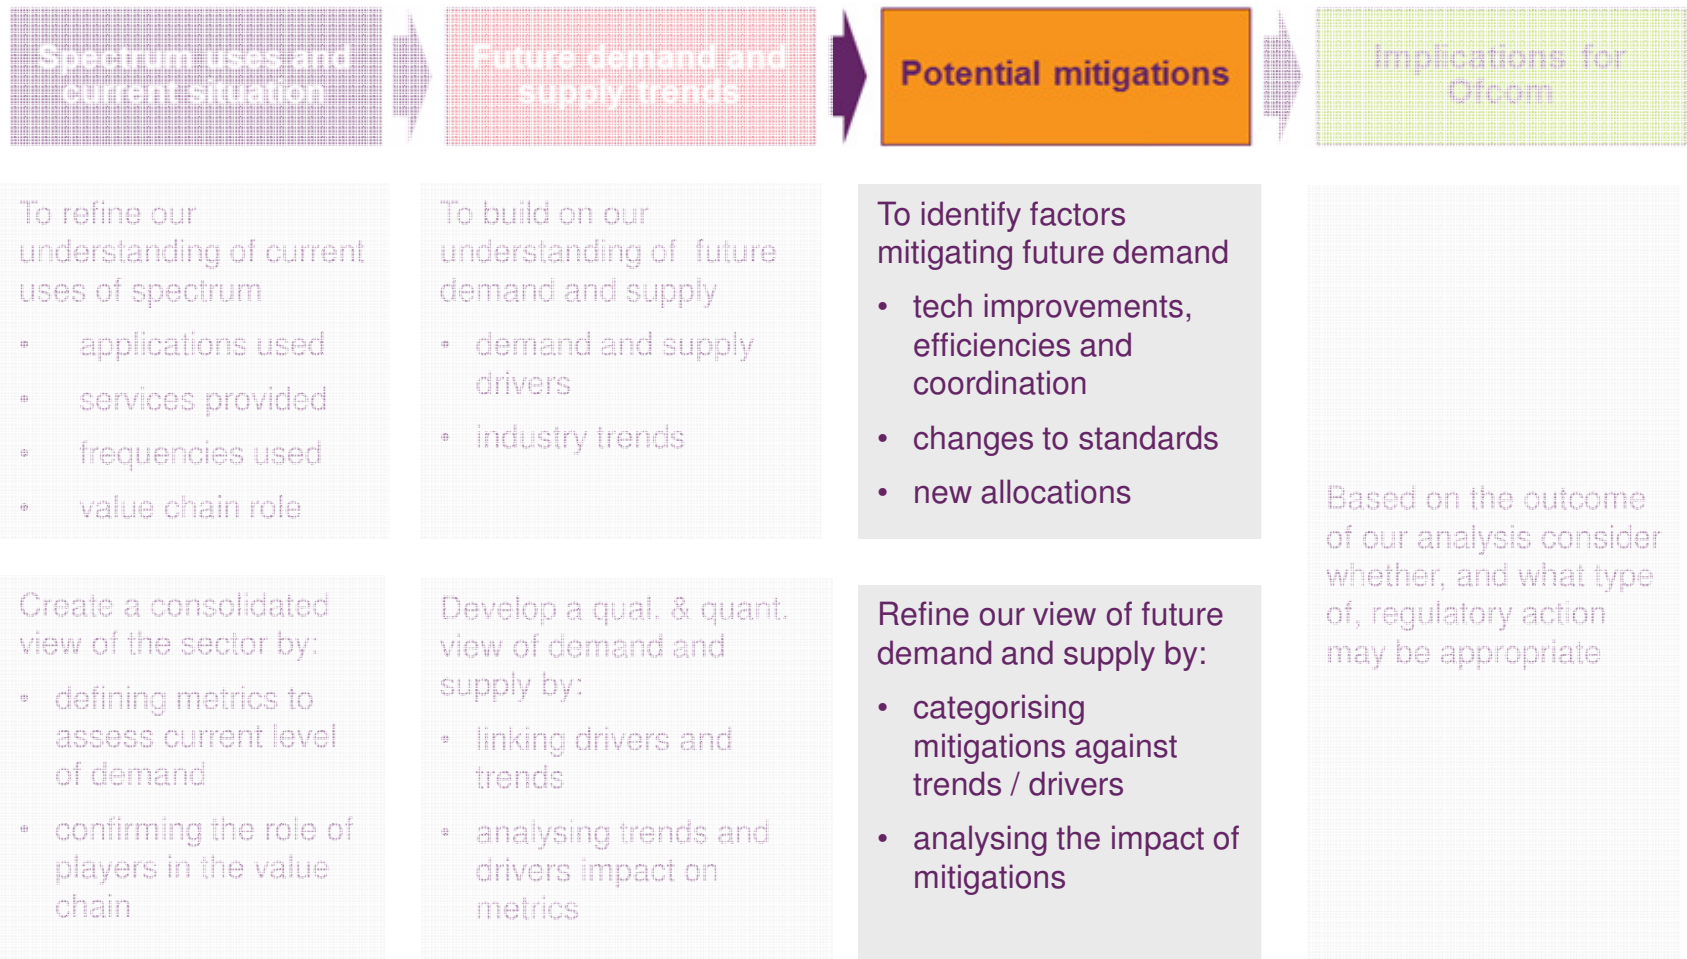 Spectrum uses and
current situation
Future demand and
supply trends
Potential mitigations
Implications for
Ofcom
To refine our
understanding of current
uses of spectrum
• applications used
• services provided
• frequencies used
• value chain role
Create a consolidated
view of the sector by:
• defining metrics to
assess current level
of demand
• confirming the role of
players in the value
chain
To build on our
understanding of future
demand and supply
• demand and supply
drivers
• industry trends
Develop a qual. & quant.
view of demand and
supply by:
• linking drivers and
trends
• analysing trends and
drivers impact on
metrics
To identify factors
mitigating future demand
• tech improvements,
efficiencies and
coordination
• changes to standards
• new allocations
Refine our view of future
demand and supply by:
• categorising
mitigations against
trends / drivers
• analysing the impact of
mitigations
Based on the outcome
of our analysis consider
whether, and what type
of, regulatory action
may be appropriate